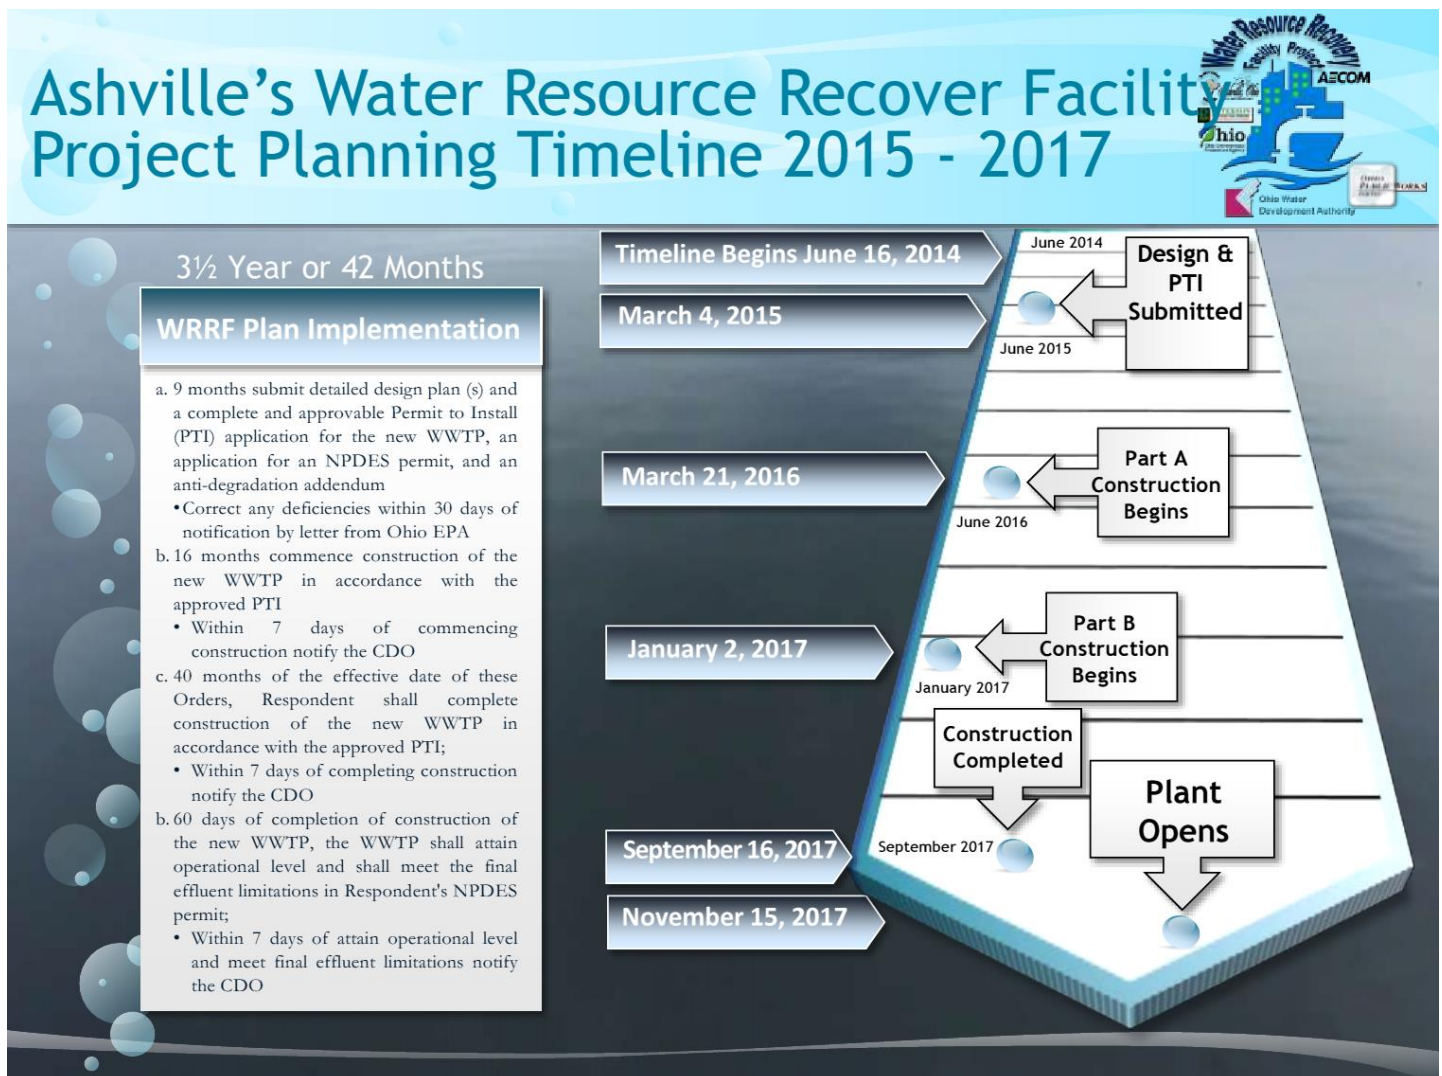 Ashville's Water Resource Recover Facility
Project Planning Timeline 2015 - 2017
Water Resource Recovery
Facility Project
AECOM
Ohio
Ohio Water
Development Authority
3½ Year or 42 Months
WRRF Plan Implementation
a. 9 months submit detailed design plan (s) and
a complete and approvable Permit to Install
(PTI) application for the new WWTP, an
application for an NPDES permit, and an
anti-degradation addendum
•Correct any deficiencies within 30 days of
notification by letter from Ohio EPA
b. 16 months commence construction of the
new WWTP in accordance with the
approved PTI
• Within 7 days of commencing
construction notify the CDO
c. 40 months of the effective date of these
Orders, Respondent shall complete
construction of the new WWTP in
accordance with the approved PTI;
• Within 7 days of completing construction
notify the CDO
b. 60 days of completion of construction of
the new WWTP, the WWTP shall attain
operational level and shall meet the final
effluent limitations in Respondent's NPDES
permit;
• Within 7 days of attain operational level
and meet final effluent limitations notify
the CDO
Timeline Begins June 16, 2014
March 4, 2015
March 21, 2016
January 2, 2017
September 16, 2017
November 15, 2017
June 2014
Design &
PTI
Submitted
June 2015
Part A
Construction
Begins
June 2016
Part B
Construction
Begins
January 2017
Construction
Completed
September 2017
Plant
Opens